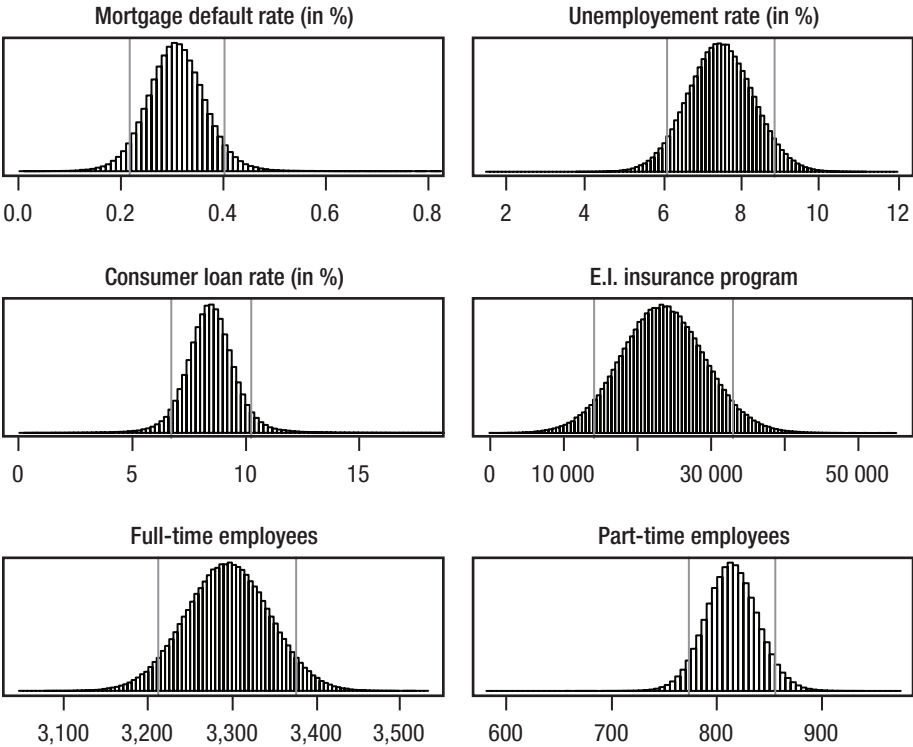 Mortgage default rate (in %)
Unemployement rate (in %)
0.0 0.2 0.4 0.6 0.8
2 4 6 8 10 12
Consumer loan rate (in %)
E.I. insurance program
0 5 10 15
0 10 000 30 000 50 000
Full-time employees
Part-time employees
3,100 3,200 3,300 3,400 3,500
600 700 800 900